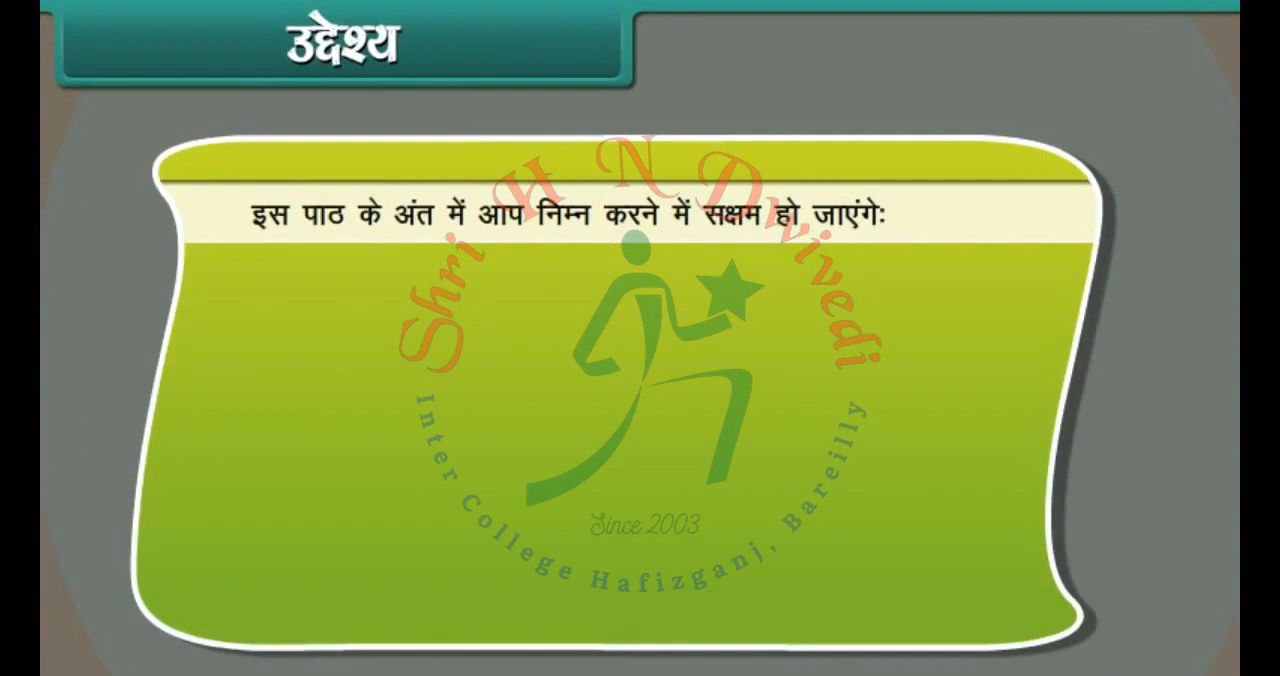 उद्देश्य
इस पाठ के अंत में आप निम्न करने में सक्षम हो जाएंगेः
Shri H N Dwivedi
Since 2003
Inter College Hafizganj, Bareilly